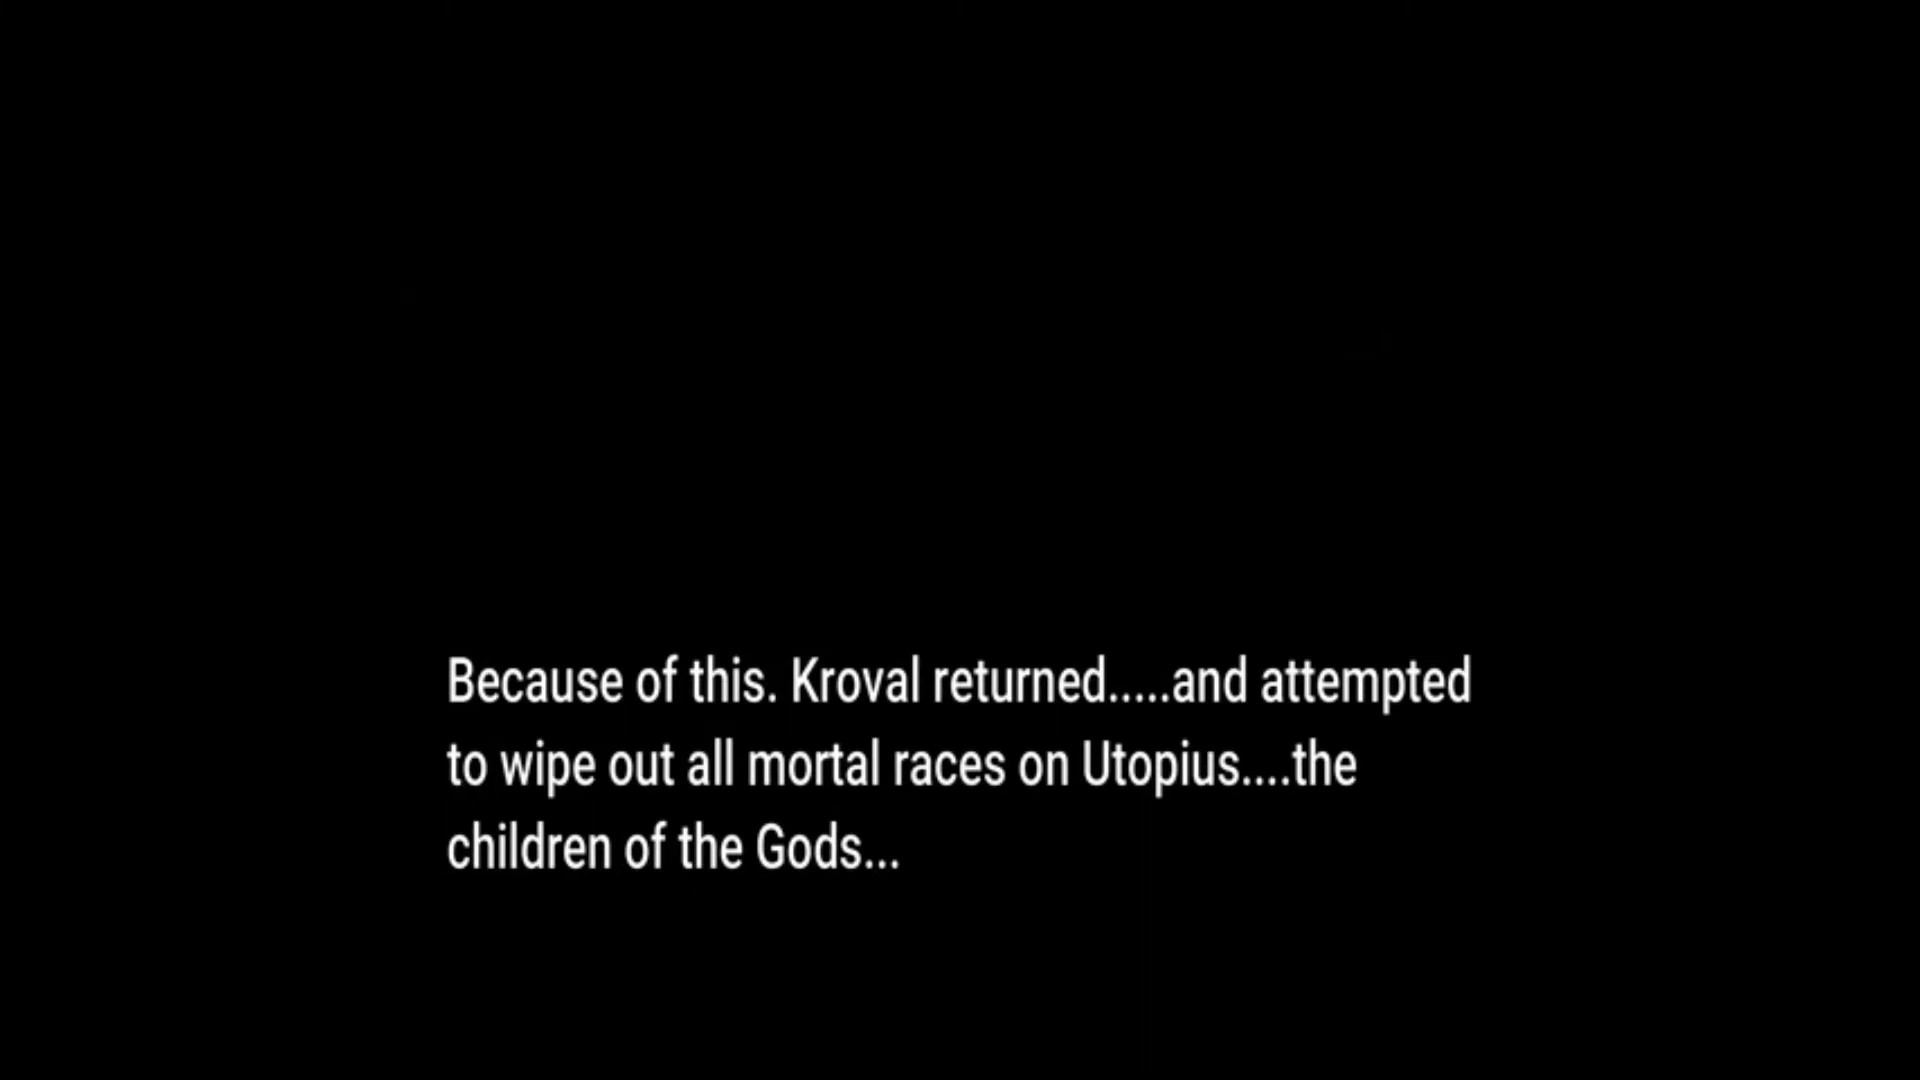 Because of this. Kroval returned.....and attempted
to wipe out all mortal races on Utopius....the
children of the Gods...